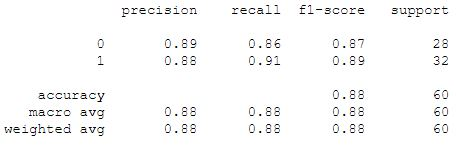 precision recall f1-score support
0 0.89 0.86 0.87 28
1 0.88 0.91 0.89 32
accuracy 0.88 60
macro avg 0.88 0.88 0.88 60
weighted avg 0.88 0.88 0.88 60